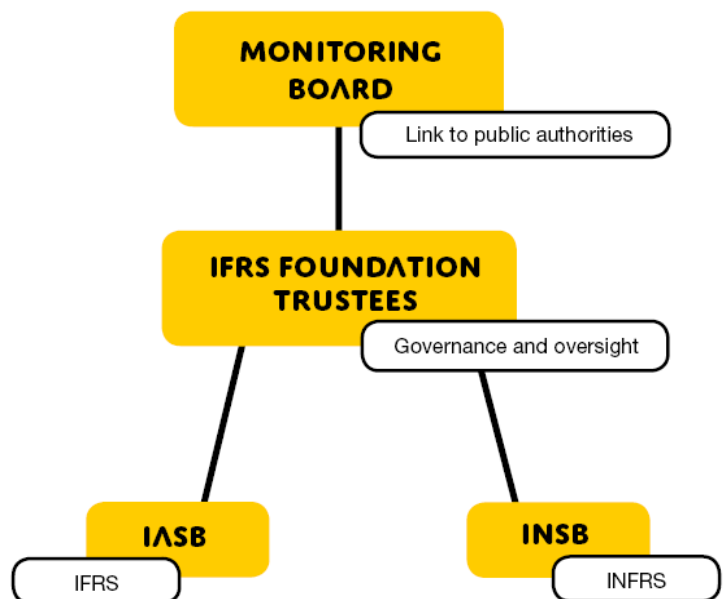 MONITORING
BOARD
Link to public authorities
IFRS FOUNDATION
TRUSTEES
Governance and oversight
IASB
INSB
IFRS
INFRS